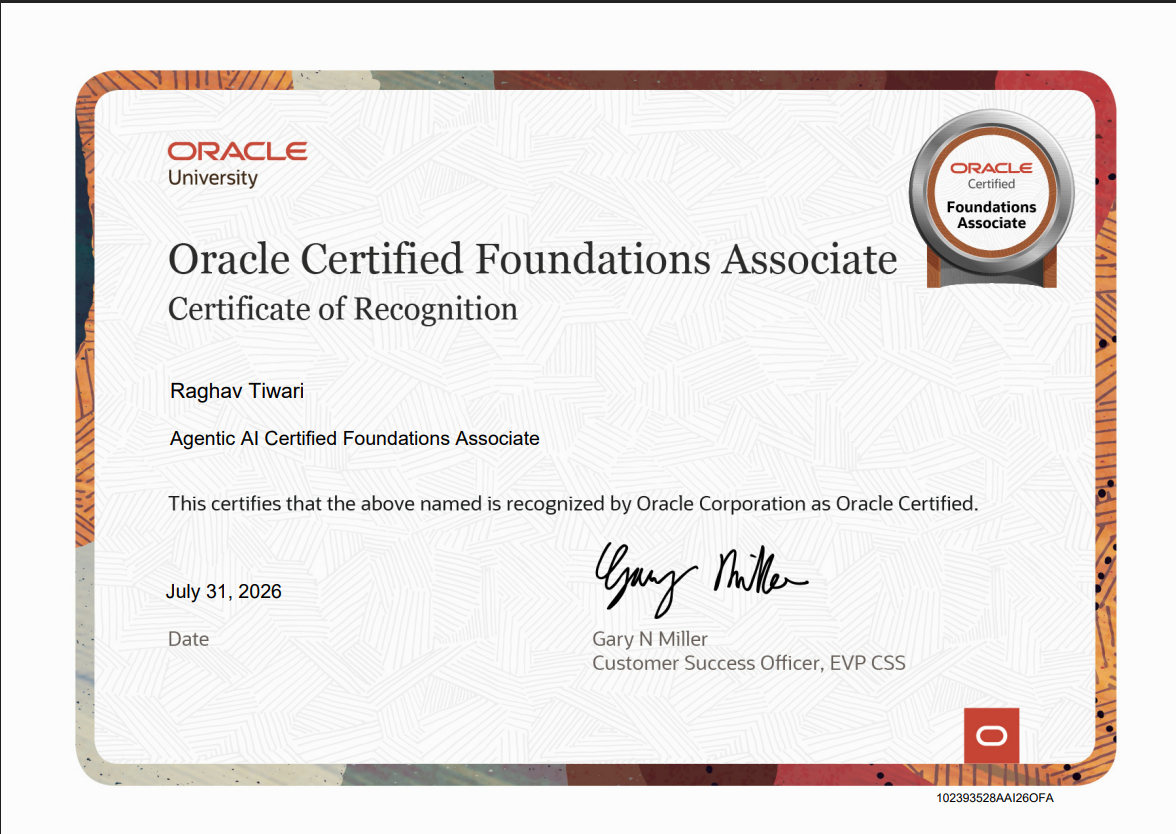 ORACLE
University
ORACLE
Certified
Foundations
Associate
Oracle Certified Foundations Associate
Certificate of Recognition
Raghav Tiwari
Agentic AI Certified Foundations Associate
This certifies that the above named is recognized by Oracle Corporation as Oracle Certified.
Gary Miller
July 31, 2026
Date
Gary N Miller
Customer Success Officer, EVP CSS
102393528AAI26OFA